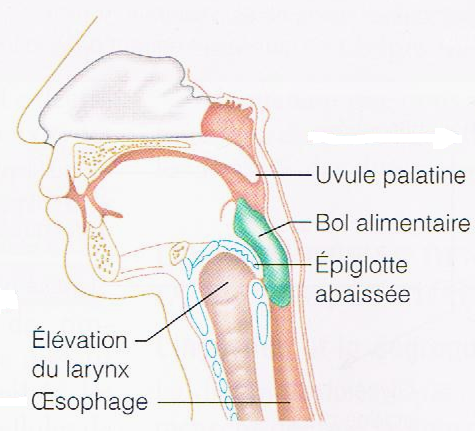 Uvule palatine
Bol alimentaire
Épiglotte
abaissée
Élévation
du larynx
Œsophage